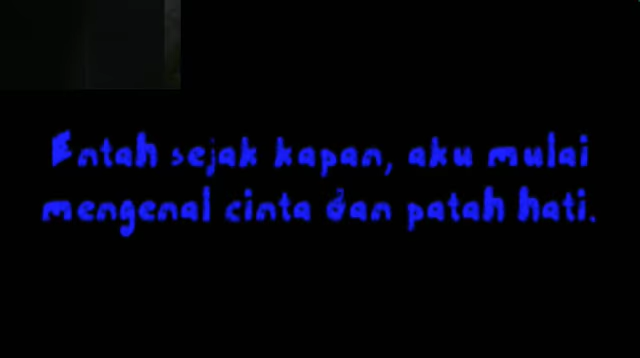 Entah sejak kapan, aku mulai
mengenal cinta dan patah hati.